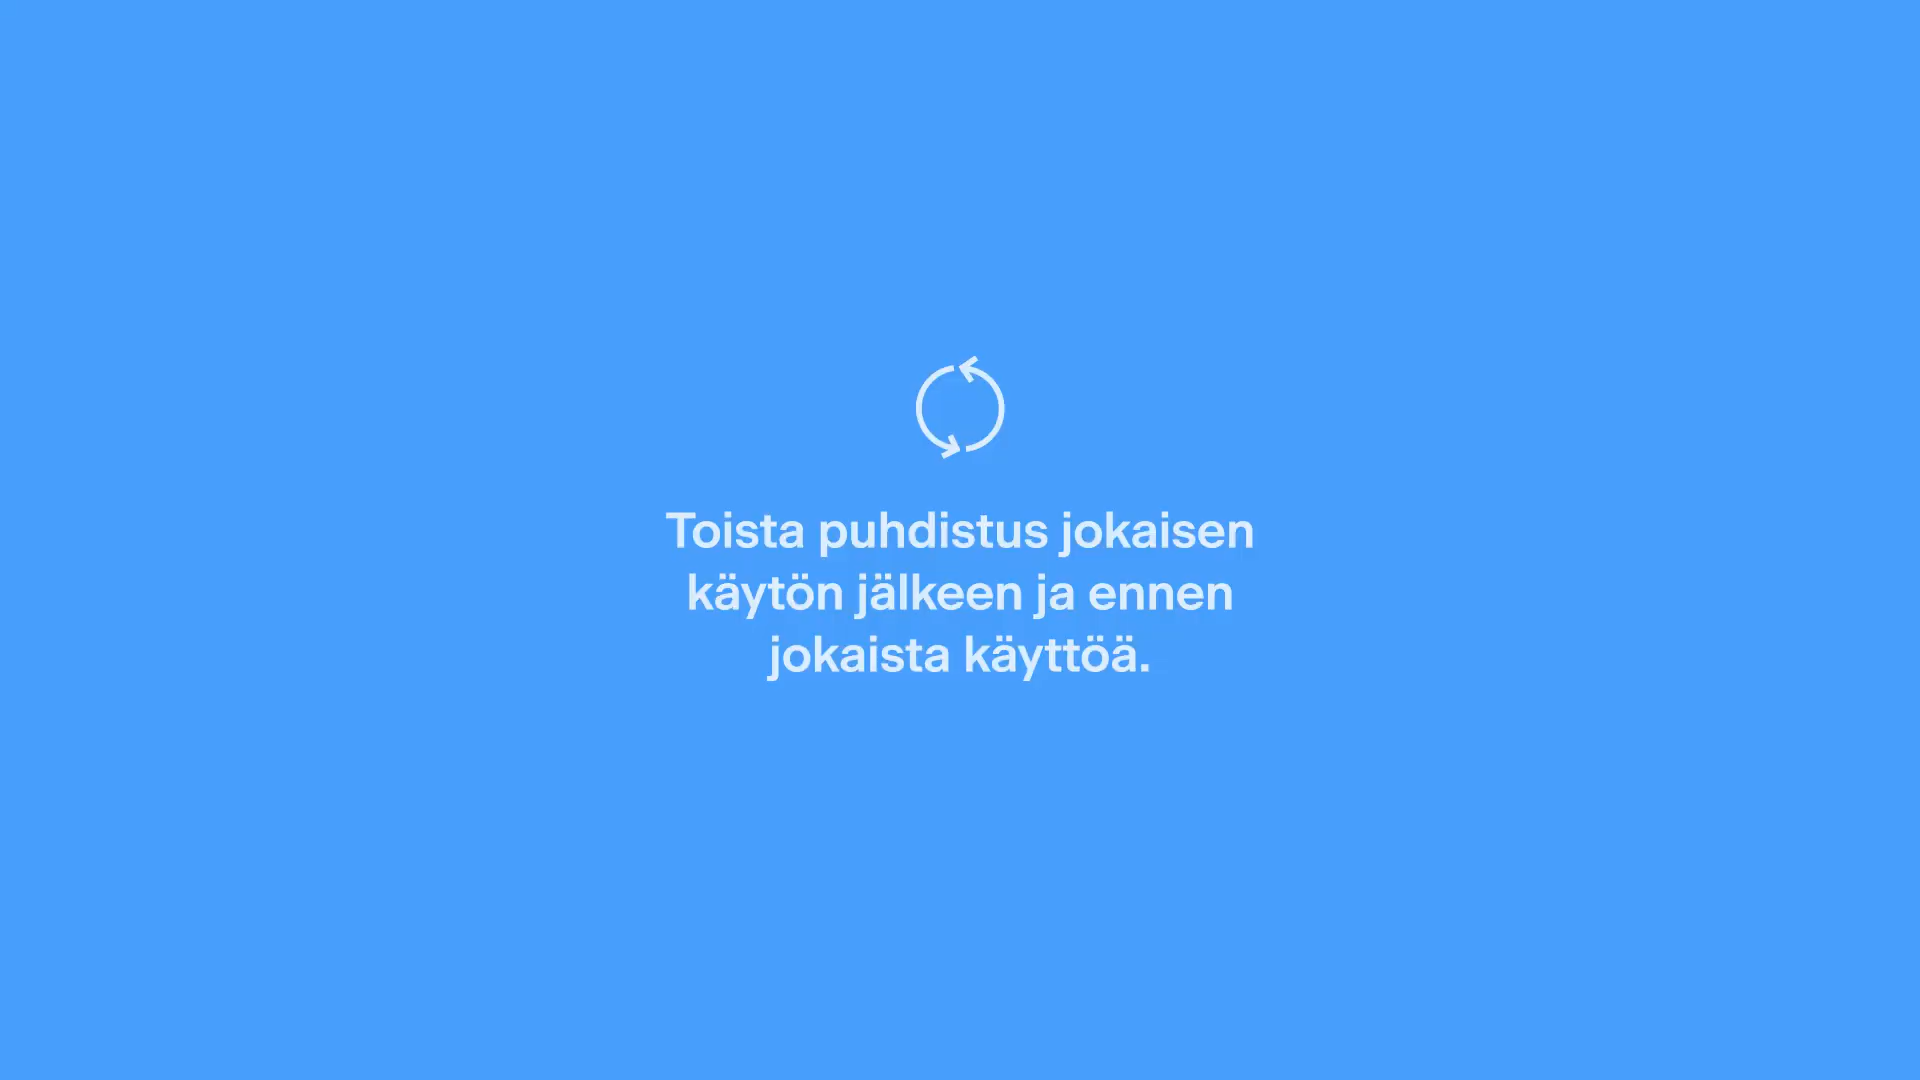 Toista puhdistus jokaisen
käytön jälkeen ja ennen
jokaista käyttöä.